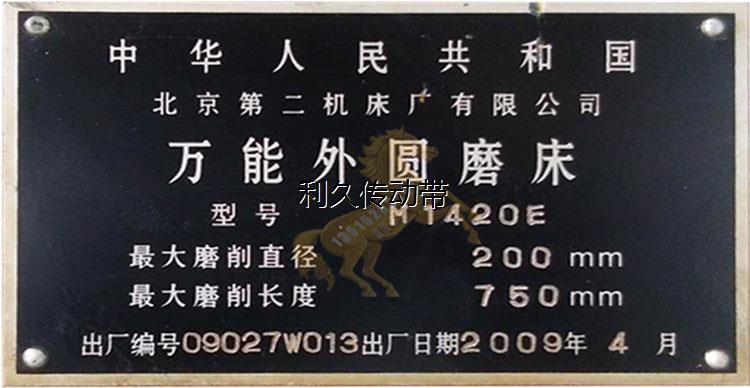 中华人民共和国
北京第二机床厂有限公司
万能外圆磨床
利久传动带
型号 M1420E
最大磨削直径 200 mm
最大磨削长度 750 mm
出厂编号09027W013出厂日期2009年 4 月